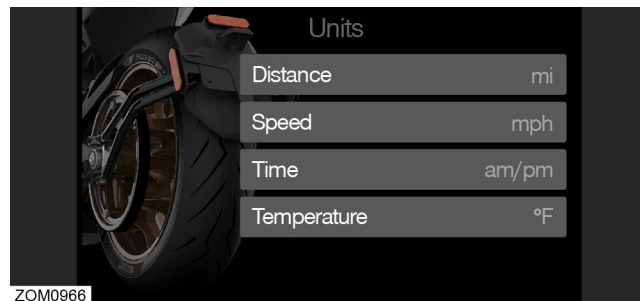 Units
Distance mi
Speed mph
Time am/pm
Temperature °F
ZOM0966